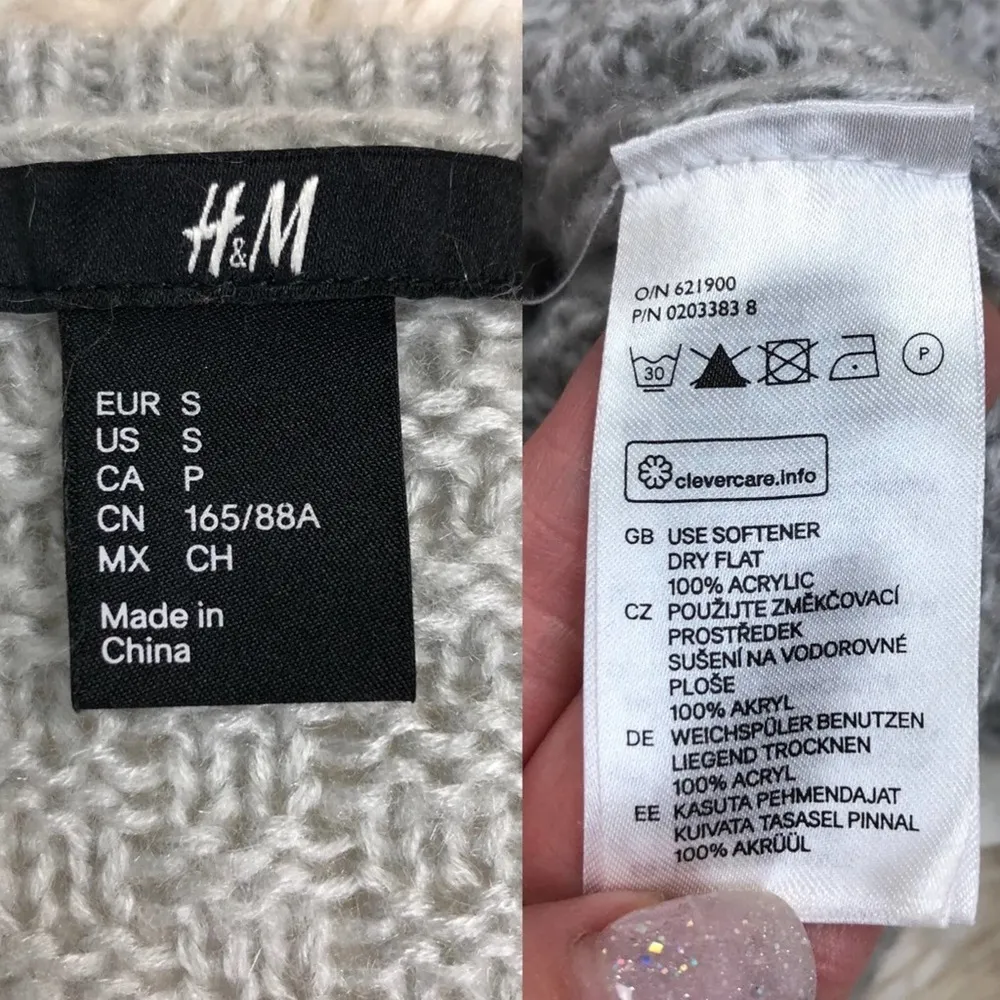 H&M
EUR S
US S
CA P
CN 165/88A
MX CH
Made in
China
O/N 621900
P/N 0203383 8
30
P
clevercare.info
GB USE SOFTENER
DRY FLAT
100% ACRYLIC
CZ POUŽIJTE ZMĚKČOVACÍ
PROSTŘEDEK
SUŠENÍ NA VODOROVNÉ
PLOŠE
100% AKRYL
DE WEICHSPÜLER BENUTZEN
LIEGEND TROCKNEN
100% ACRYL
EE KASUTA PEHMENDAJAT
KUIVATA TASASEL PINNAL
100% AKRÜÜL